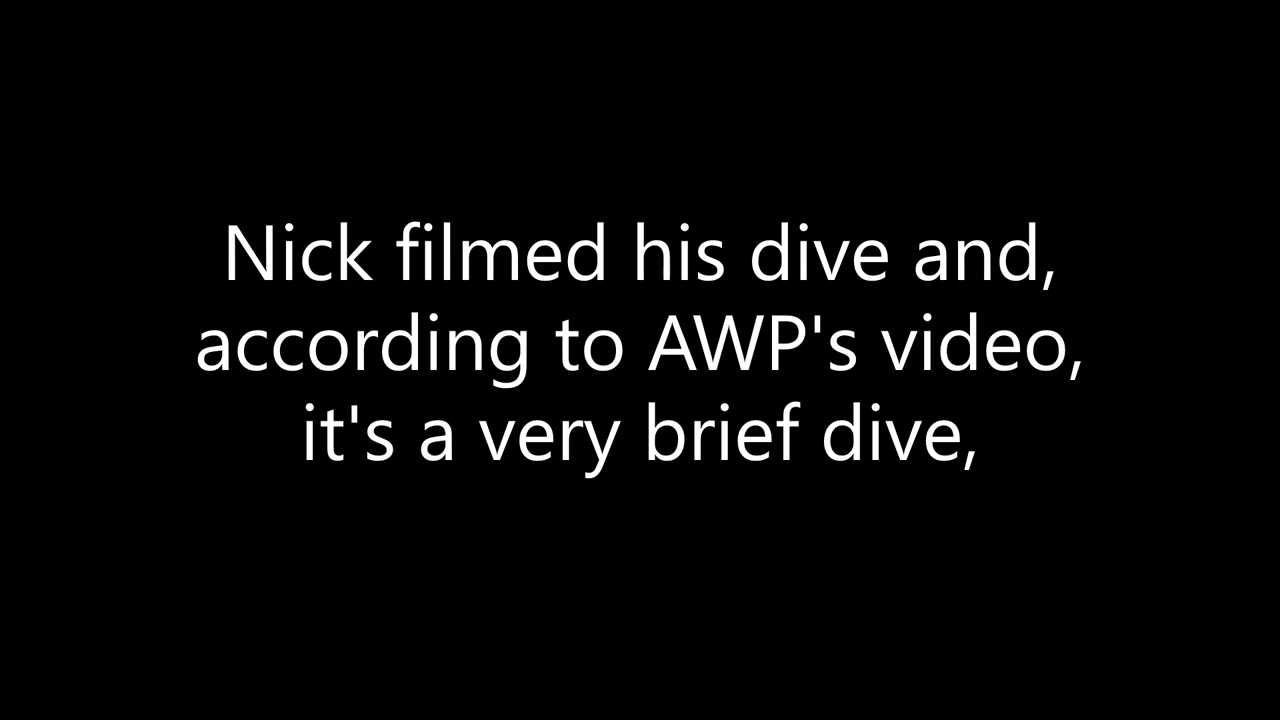 Nick filmed his dive and,
according to AWP's video,
it's a very brief dive,